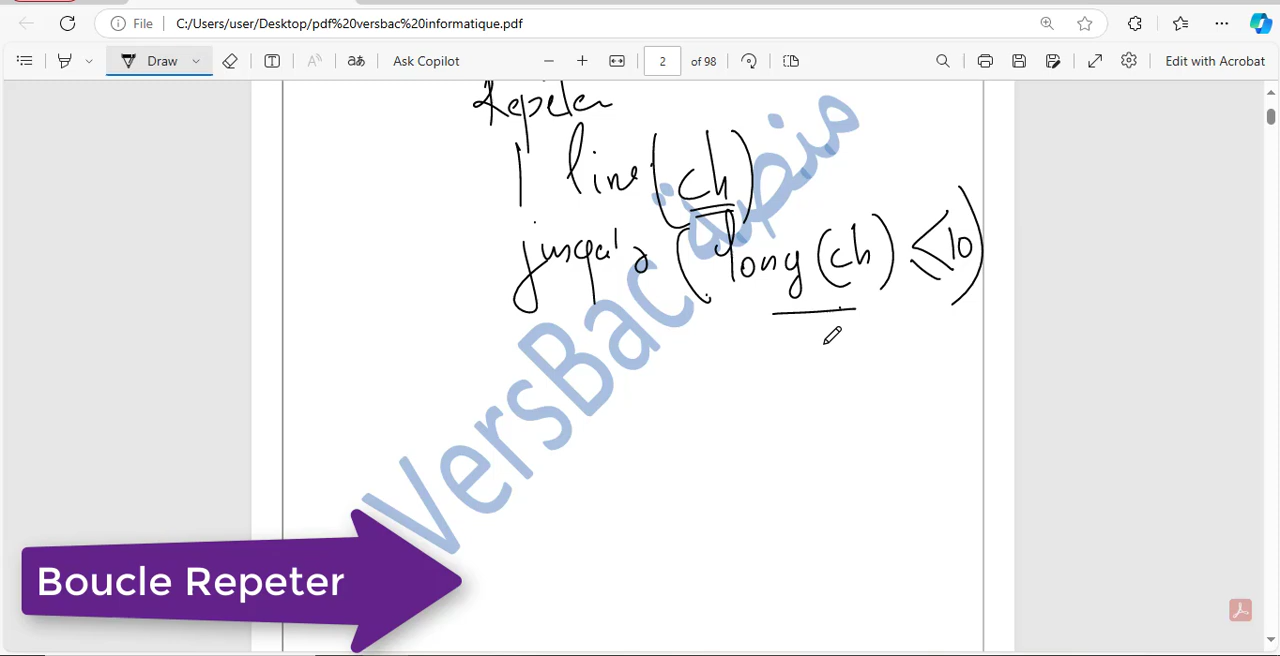 File
C:/Users/user/Desktop/pdf%20versbac%20informatique.pdf
Draw
Ask Copilot
2 of 98
Edit with Acrobat
Repeter
lire (ch)
jusqu'a (long(ch) <10)
VersBac
Boucle Repeter